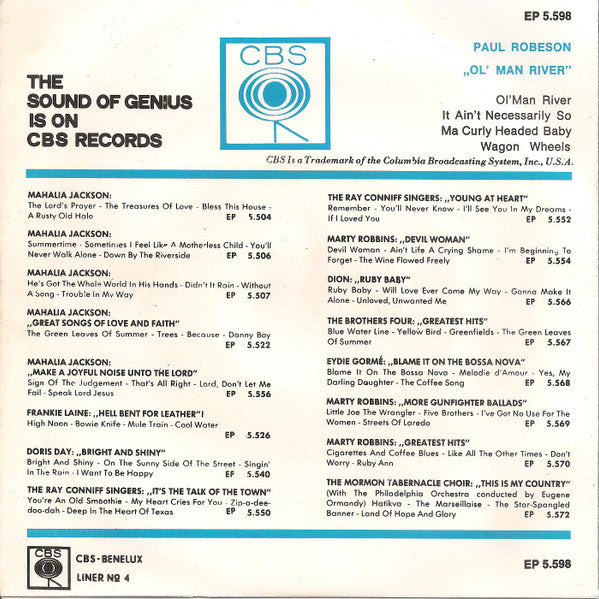 EP 5.598
CBS
THE
SOUND OF GENIUS
IS ON
CBS RECORDS
PAUL ROBESON
„OL' MAN RIVER"
Ol'Man River
It Ain't Necessarily So
Ma Curly Headed Baby
Wagon Wheels
CBS Is a Trademark of the Columbia Broadcasting System, Inc., U.S.A.
MAHALIA JACKSON:
The Lord's Prayer - The Treasures Of Love - Bless This House -
A Rusty Old Halo EP 5.504
MAHALIA JACKSON:
Summertime - Sometimes I Feel Like A Motherless Child - You'll
Never Walk Alone - Down By The Riverside EP 5.506
MAHALIA JACKSON:
He's Got The Whole World In His Hands - Didn't It Rain - Without
A Song - Trouble In My Way EP 5.507
MAHALIA JACKSON:
„GREAT SONGS OF LOVE AND FAITH"
The Green Leaves Of Summer - Trees - Because - Danny Boy
EP 5.522
MAHALIA JACKSON:
„MAKE A JOYFUL NOISE UNTO THE LORD"
Sign Of The Judgement - That's All Right - Lord, Don't Let Me
Fail - Speak Lord Jesus EP 5.556
FRANKIE LAINE: „HELL BENT FOR LEATHER"!
High Noon - Bowie Knife - Mule Train - Cool Water
EP 5.526
DORIS DAY: „BRIGHT AND SHINY"
Bright And Shiny - On the Sunny Side Of The Street - Singin'
In The Rain - I Want To Be Happy EP 5.540
THE RAY CONNIFF SINGERS: „IT'S THE TALK OF THE TOWN"
You're An Old Smoothie - My Heart Cries For You - Zip-a-dee-
doo-dah - Deep In The Heart Of Texas EP 5.550
THE RAY CONNIFF SINGERS: „YOUNG AT HEART"
Remember - You'll Never Know - I'll See You In My Dreams -
If I Loved You EP 5.552
MARTY ROBBINS: „DEVIL WOMAN"
Devil Woman - Ain't Life A Crying Shame - I'm Beginning To
Forget - The Wine Flowed Freely EP 5.554
DION: „RUBY BABY"
Ruby Baby - Will Love Ever Come My Way - Gonna Make It
Alone - Unloved, Unwanted Me EP 5.566
THE BROTHERS FOUR: „GREATEST HITS"
Blue Water Line - Yellow Bird - Greenfields - The Green Leaves
Of Summer EP 5.567
EYDIE GORMÉ: „BLAME IT ON THE BOSSA NOVA"
Blame It On The Bossa Nova - Melodie d'Amour - Yes, My
Darling Daughter - The Coffee Song EP 5.568
MARTY ROBBINS: „MORE GUNFIGHTER BALLADS"
Little Joe The Wrangler - Five Brothers - I've Got No Use For The
Women - Streets Of Laredo EP 5.569
MARTY ROBBINS: „GREATEST HITS"
Cigarettes And Coffee Blues - Like All The Other Times - Don't
Worry - Ruby Ann EP 5.570
THE MORMON TABERNACLE CHOIR: „THIS IS MY COUNTRY"
(With The Philadelphia Orchestra conducted by Eugene
Ormandy) Hatikva - The Marseillaise - The Star-Spangled
Banner - Land Of Hope And Glory EP 5.572
CBS
CBS-BENELUX
LINER Nº 4
EP 5.598